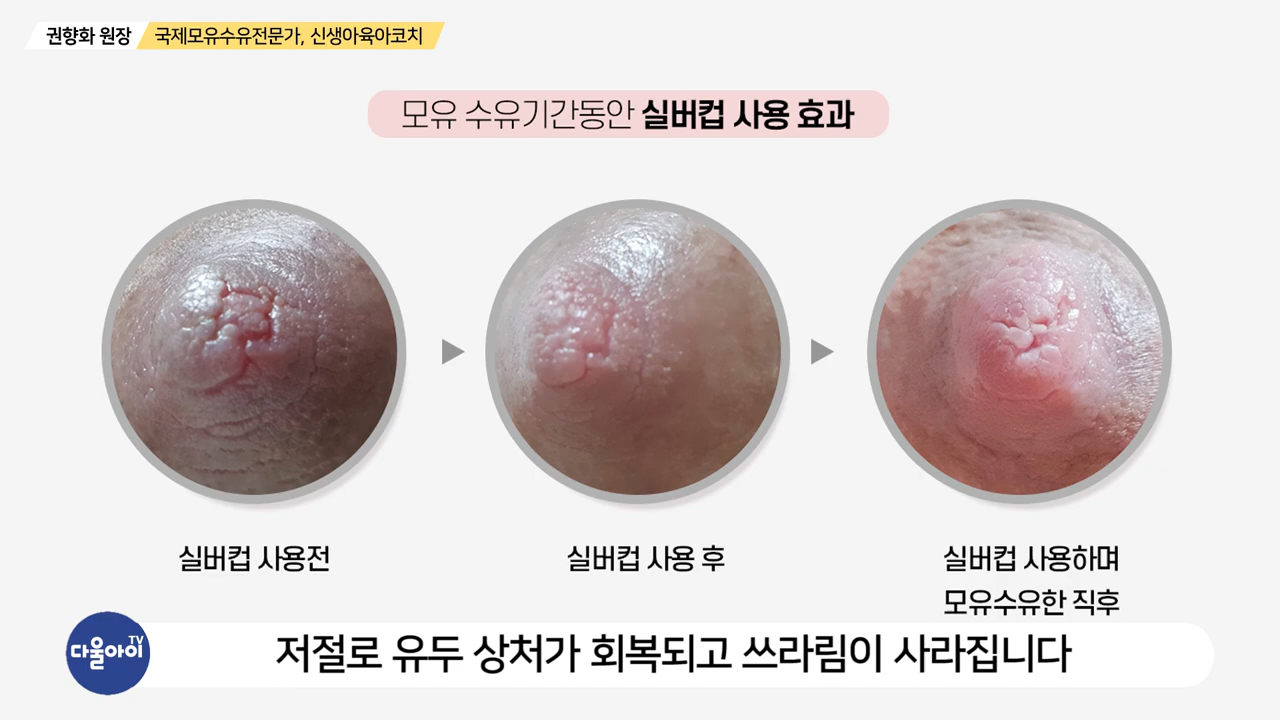 권향화 원장 국제모유수유전문가, 신생아육아코치
모유 수유기간동안 실버컵 사용 효과
실버컵 사용전
실버컵 사용 후
실버컵 사용하며
모유수유한 직후
다울아이 TV
저절로 유두 상처가 회복되고 쓰라림이 사라집니다